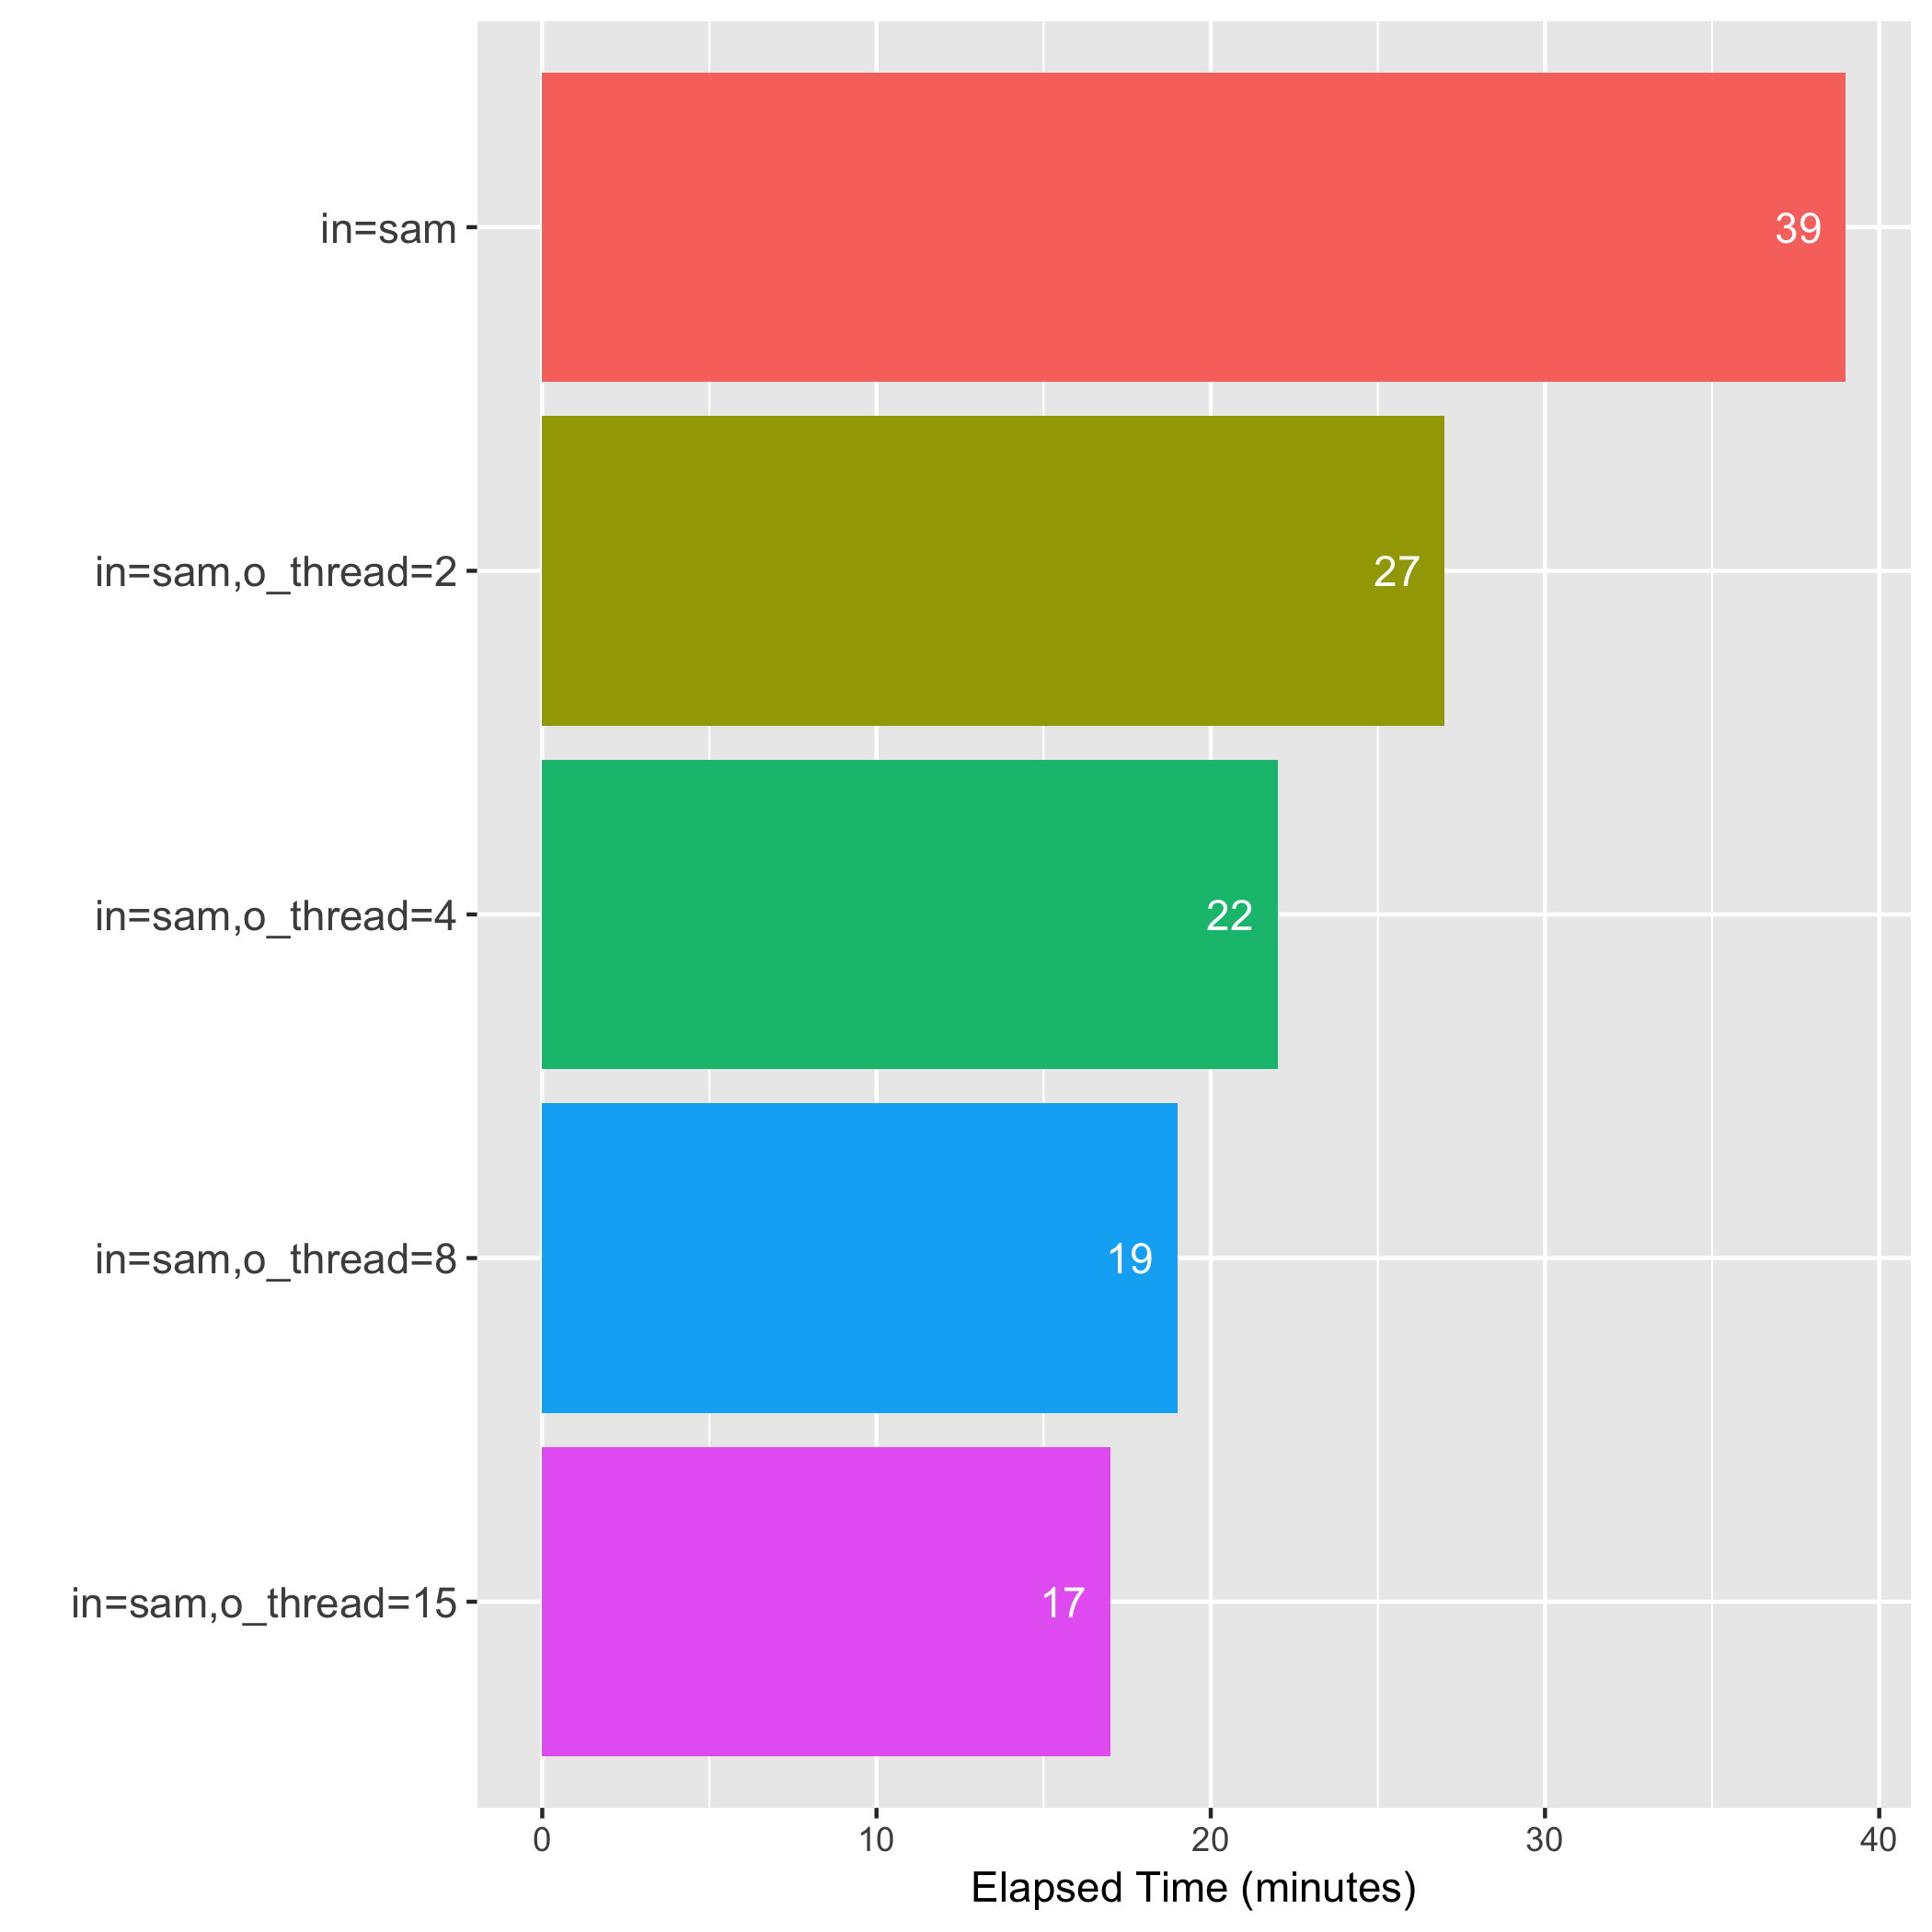 in=sam
39
in=sam,o_thread=2
27
in=sam,o_thread=4
22
in=sam,o_thread=8
19
in=sam,o_thread=15
17
0 10 20 30 40
Elapsed Time (minutes)